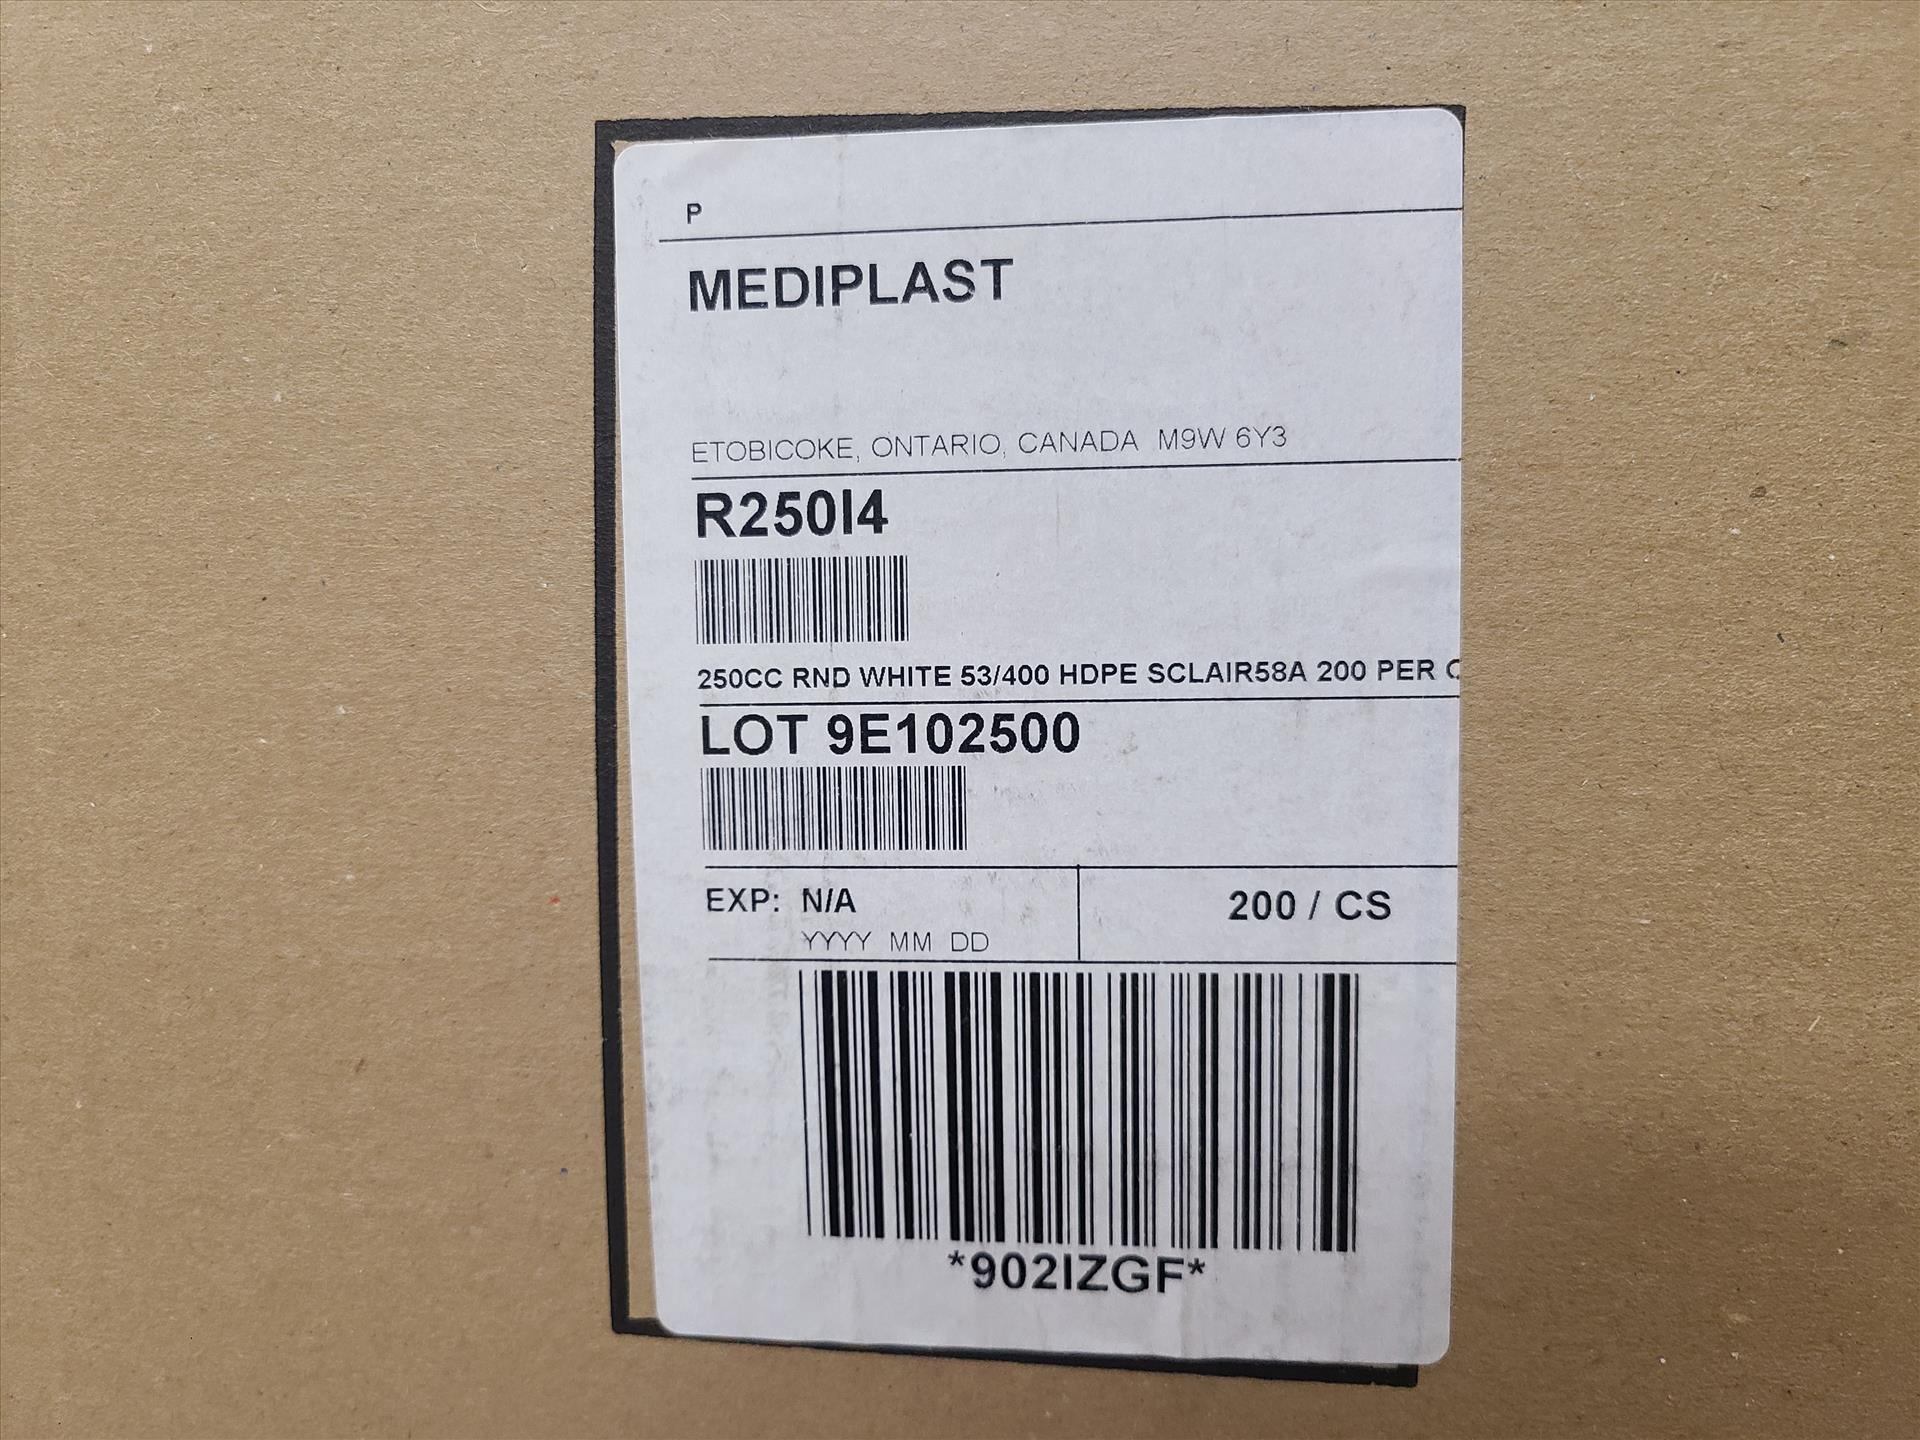 P
MEDIPLAST
ETOBICOKE, ONTARIO, CANADA M9W 6Y3
R250I4
250CC RND WHITE 53/400 HDPE SCLAIR58A 200 PER C
LOT 9E102500
EXP: N/A
YYYY MM DD
200 / CS
*902IZGF*